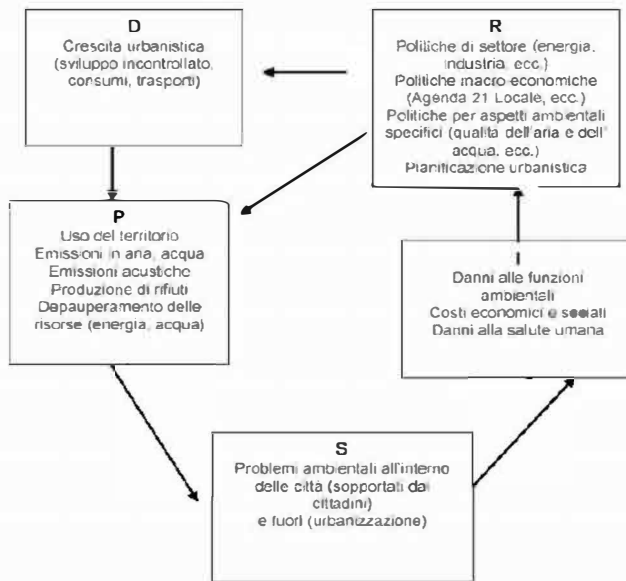 D
Crescita urbanistica
(sviluppo incontrollato,
consumi, trasporti)
R
Politiche di settore (energia,
industria, ecc.)
Politiche macro-economiche
(Agenda 21 Locale, ecc.)
Politiche per aspetti ambientali
specifici (qualità dell'aria e dell'
acqua, ecc.)
Pianificazione urbanistica
P
Uso del territorio
Emissioni in aria, acqua
Emissioni acustiche
Produzione di rifiuti
Depauperamento delle
risorse (energia, acqua)
I
Danni alle funzioni
ambientali
Costi economici e sociali
Danni alla salute umana
S
Problemi ambientali all'interno
delle città (sopportati dai
cittadini)
e fuori (urbanizzazione)